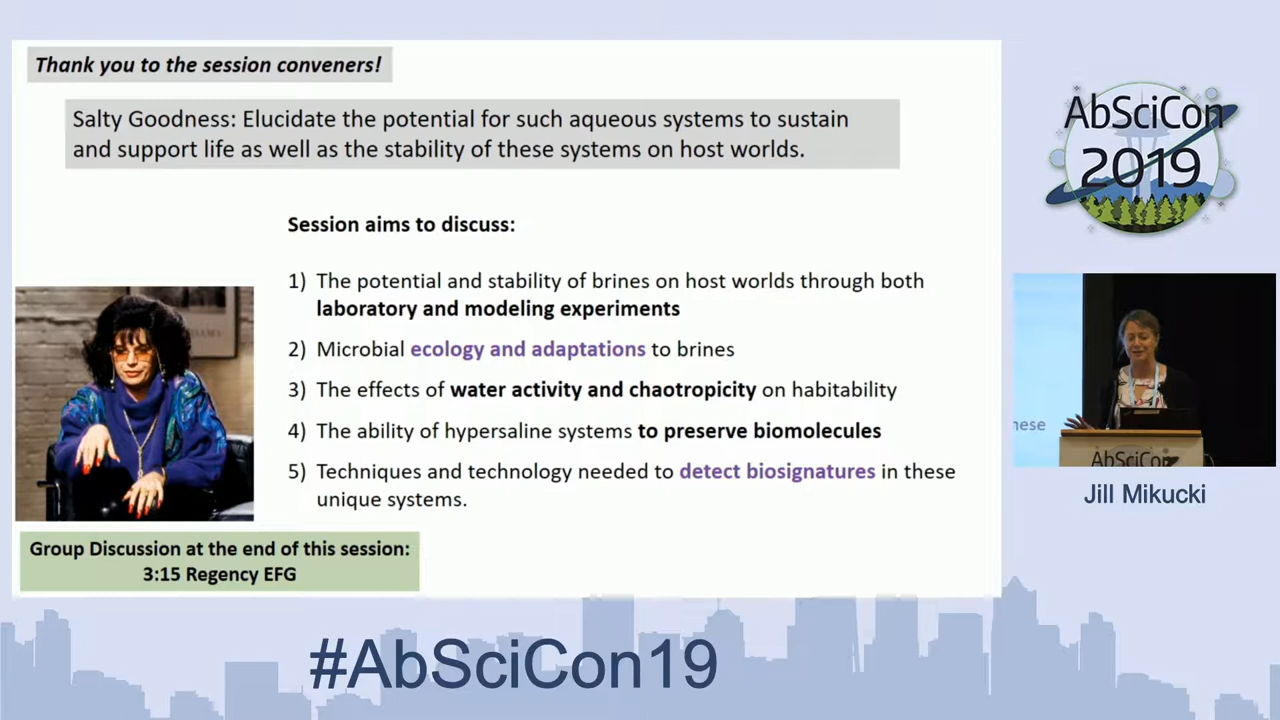 Thank you to the session conveners!
Salty Goodness: Elucidate the potential for such aqueous systems to sustain
and support life as well as the stability of these systems on host worlds.
Session aims to discuss:
1) The potential and stability of brines on host worlds through both
laboratory and modeling experiments
2) Microbial ecology and adaptations to brines
3) The effects of water activity and chaotropicity on habitability
4) The ability of hypersaline systems to preserve biomolecules
5) Techniques and technology needed to detect biosignatures in these
unique systems.
Group Discussion at the end of this session:
3:15 Regency EFG
AbSciCon
2019
hese
AbSciCon
Jill Mikucki
#AbSciCon19